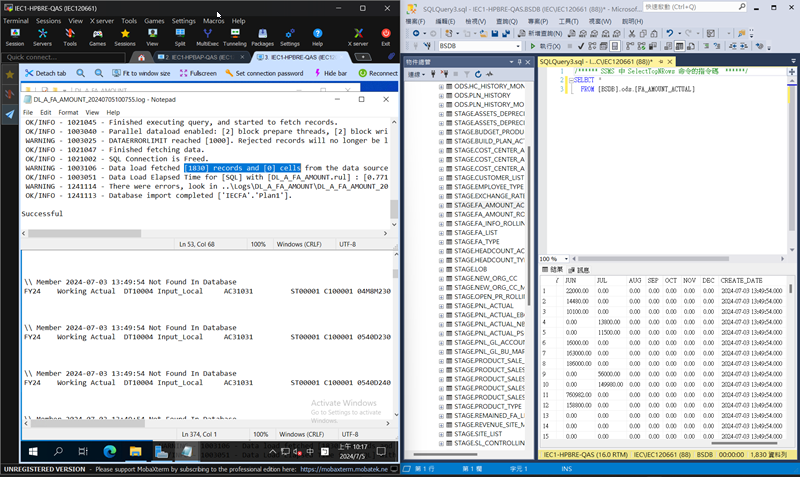 IEC1-HPBRE-QAS (IEC120661)
Terminal Sessions View X server Tools Games Settings Macros Help
Session Servers Tools Games Sessions View Split MultiExec Tunneling Packages Settings Help X server Exit
Quick connect...
2. IEC1-HPBAP-QAS (IEC12
3. IEC1-HPBRE-QAS (IEC120
Detach tab Fit to window size Fullscreen Set connection password Hide bar Reconnect
DL_A_FA_AMOUNT_20240705100755.log - Notepad
File Edit Format View Help
OK/INFO - 1021045 - Finished executing query, and started to fetch records.
OK/INFO - 1003040 - Parallel dataload enabled: [2] block prepare threads, [2] block wri
WARNING - 1003025 - DATAERRORLIMIT reached [1000]. Rejected records will no longer be l
OK/INFO - 1021047 - Finished fetching data.
OK/INFO - 1021002 - SQL Connection is Freed.
WARNING - 1003106 - Data load fetched [1830] records and [0] cells from the data source
OK/INFO - 1003051 - Data Load Elapsed Time for [SQL] with [DL_A_FA_AMOUNT.rul] : [0.771
WARNING - 1241114 - There were errors, look in ..\Logs\DL_A_FA_AMOUNT\DL_A_FA_AMOUNT_20
OK/INFO - 1241113 - Database import completed ['IECFA'.'Plan1'].
Successful
Ln 53, Col 68 100% Windows (CRLF) UTF-8
\\ Member 2024-07-03 13:49:54 Not Found In Database
FY24 Working Actual DT10004 Input_Local AC31031 ST00001 C100001 04M8M230
\\ Member 2024-07-03 13:49:54 Not Found In Database
FY24 Working Actual DT10004 Input_Local AC31031 ST00001 C100001 0540D230
\\ Member 2024-07-03 13:49:54 Not Found In Database
FY24 Working Actual DT10004 Input_Local AC31031 ST00001 C100001 0540D240
Activate Windows
Go to Settings to activate
Windows.
Ln 374, Col 1 100% Windows (CRLF) UTF-8
中
上午 10:17
2024/7/5
UNREGISTERED VERSION - Please support MobaXterm by subscribing to the professional edition here: https://mobaxterm.mobatek.ne
SQLQuery3.sql - IEC1-HPBRE-QAS.BSDB (IEC\IEC120661 (88))* - Microsof...
快速啟動 (Ctrl+Q)
檔案(F) 編輯(E) 檢視(V) 查詢(Q) 專案(P) 工具(T) 視窗(W) 說明(H)
BSDB
執行(X)
物件總管
連線
ODS.HC_HISTORY_MON
ODS.PLN_HISTORY
ODS.PLN_HISTORY_MO
STAGE.ASSETS_DEPREC
STAGE.ASSETS_DEPREC
STAGE.BUDGET_PRODU
STAGE.BUILD_PLAN_AC
STAGE.COST_CENTER_A
STAGE.COST_CENTER_A
STAGE.CUSTOMER_LIST
STAGE.EMPLOYEE_TYPE
STAGE.EXCHANGE_RATE
STAGE.FA_AMOUNT_AC
STAGE.FA_AMOUNT_RO
STAGE.FA_INFO_ROLLIN
STAGE.FA_LIST
STAGE.FA_TYPE
STAGE.HEADCOUNT_AC
STAGE.HEADCOUNT_TY
STAGE.LOB
STAGE.NEW_ORG_CC
STAGE.NEW_ORG_CC_M
STAGE.OPEN_PR_ROLLI
STAGE.PNL_ACTUAL
STAGE.PNL_ACTUAL_EB
STAGE.PNL_ACTUAL_NE
STAGE.PNL_ACTUAL_PS
STAGE.PNL_GL_ACCOUN
STAGE.PNL_GL_BU_MAR
STAGE.PRODUCT_SALES
STAGE.PRODUCT_SALES
STAGE.PRODUCT_SALES
STAGE.PRODUCT_SALES
STAGE.PRODUCT_TYPE
STAGE.REMAINED_FA_LI
STAGE.REVENUE_SITE_M
STAGE.SITE_LIST
STAGE.SL_CONTROLLING
SQLQuery3.sql - I...C\IEC120661 (88))*
/****** SSMS 中 SelectTopNRows 命令的指令碼 ******/
SELECT *
FROM [BSDB].ods.[FA_AMOUNT_ACTUAL]
100 %
結果 訊息
Y JUN JUL AUG SEP OCT NOV DEC CREATE_DATE
1 22000.00 0.00 0.00 0.00 0.00 0.00 0.00 2024-07-03 13:49:54.000
2 14480.00 0.00 0.00 0.00 0.00 0.00 0.00 2024-07-03 13:49:54.000
3 10100.00 0.00 0.00 0.00 0.00 0.00 0.00 2024-07-03 13:49:54.000
4 0.00 13800.00 0.00 0.00 0.00 0.00 0.00 2024-07-03 13:49:54.000
5 0.00 11500.00 0.00 0.00 0.00 0.00 0.00 2024-07-03 13:49:54.000
6 16000.00 0.00 0.00 0.00 0.00 0.00 0.00 2024-07-03 13:49:54.000
7 163000.00 0.00 0.00 0.00 0.00 0.00 0.00 2024-07-03 13:49:54.000
8 186000.00 0.00 0.00 0.00 0.00 0.00 0.00 2024-07-03 13:49:54.000
9 0.00 56000.00 0.00 0.00 0.00 0.00 0.00 2024-07-03 13:49:54.000
10 0.00 149980.00 0.00 0.00 0.00 0.00 0.00 2024-07-03 13:49:54.000
11 760982.00 0.00 0.00 0.00 0.00 0.00 0.00 2024-07-03 13:49:54.000
12 158800.00 0.00 0.00 0.00 0.00 0.00 0.00 2024-07-03 13:49:54.000
13 0.00 0.00 0.00 0.00 0.00 0.00 0.00 2024-07-03 13:49:54.000
14 0.00 0.00 0.00 0.00 0.00 0.00 0.00 2024-07-03 13:49:54.000
15 0.00 0.00 0.00 0.00 0.00 0.00 0.00 2024-07-03 13:49:54.000
IEC1-HPBRE-QAS (16.0 RTM) IEC\IEC120661 (88) BSDB 00:00:00 1,830 資料列
第 1 行 第 1 欄 字元 1 INS